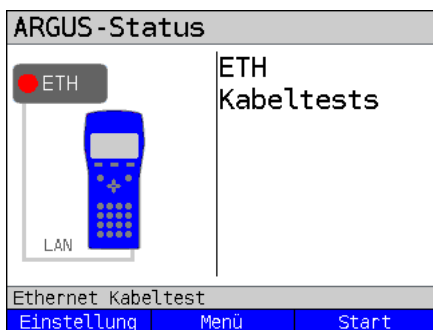 ARGUS-Status
ETH
ETH
Kabeltests
LAN
Ethernet Kabeltest
Einstellung Menü Start